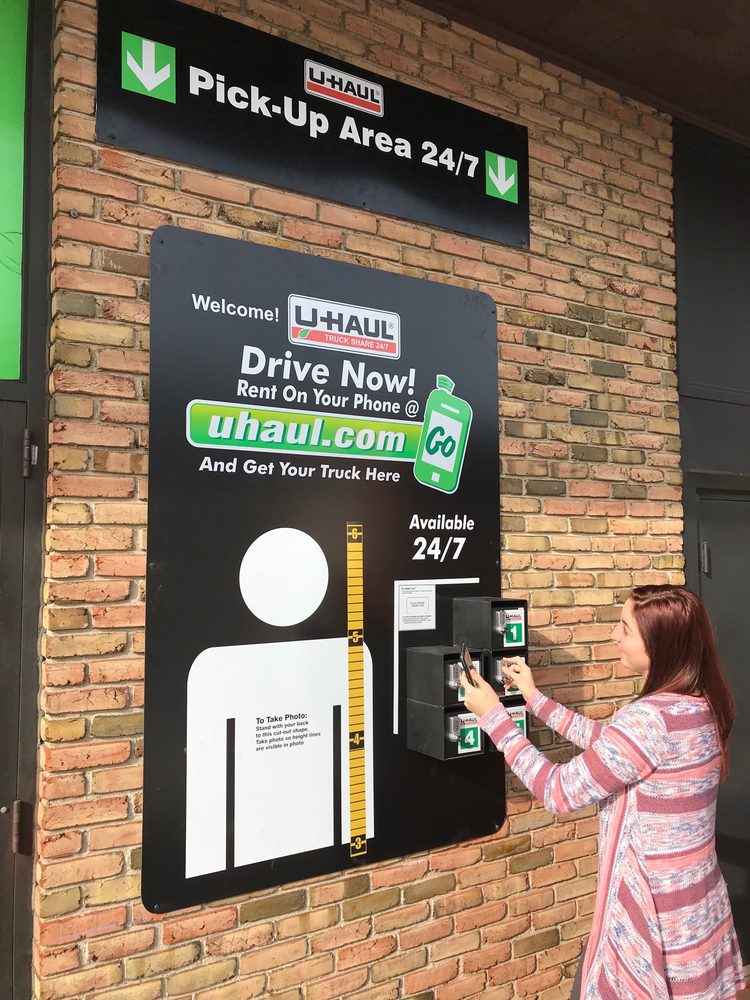 U-HAUL®
Pick-Up Area 24/7
Welcome!
U-HAUL®
TRUCK SHARE 24/7
Drive Now!
Rent On Your Phone @
uhaul.com
Go
And Get Your Truck Here
Available
24/7
6
5
4
3
To Take Photo:
Stand with your back
to this cut-out shape.
Take photo so height lines
are visible in photo
U-HAUL
1
U-HAUL
4